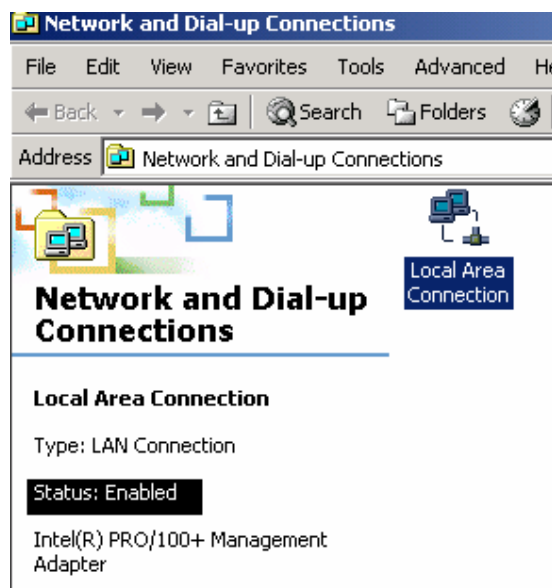 Network and Dial-up Connections
File Edit View Favorites Tools Advanced
Back Search Folders
Address Network and Dial-up Connections
Local Area
Connection
Network and Dial-up
Connections
Local Area Connection
Type: LAN Connection
Status: Enabled
Intel(R) PRO/100+ Management
Adapter